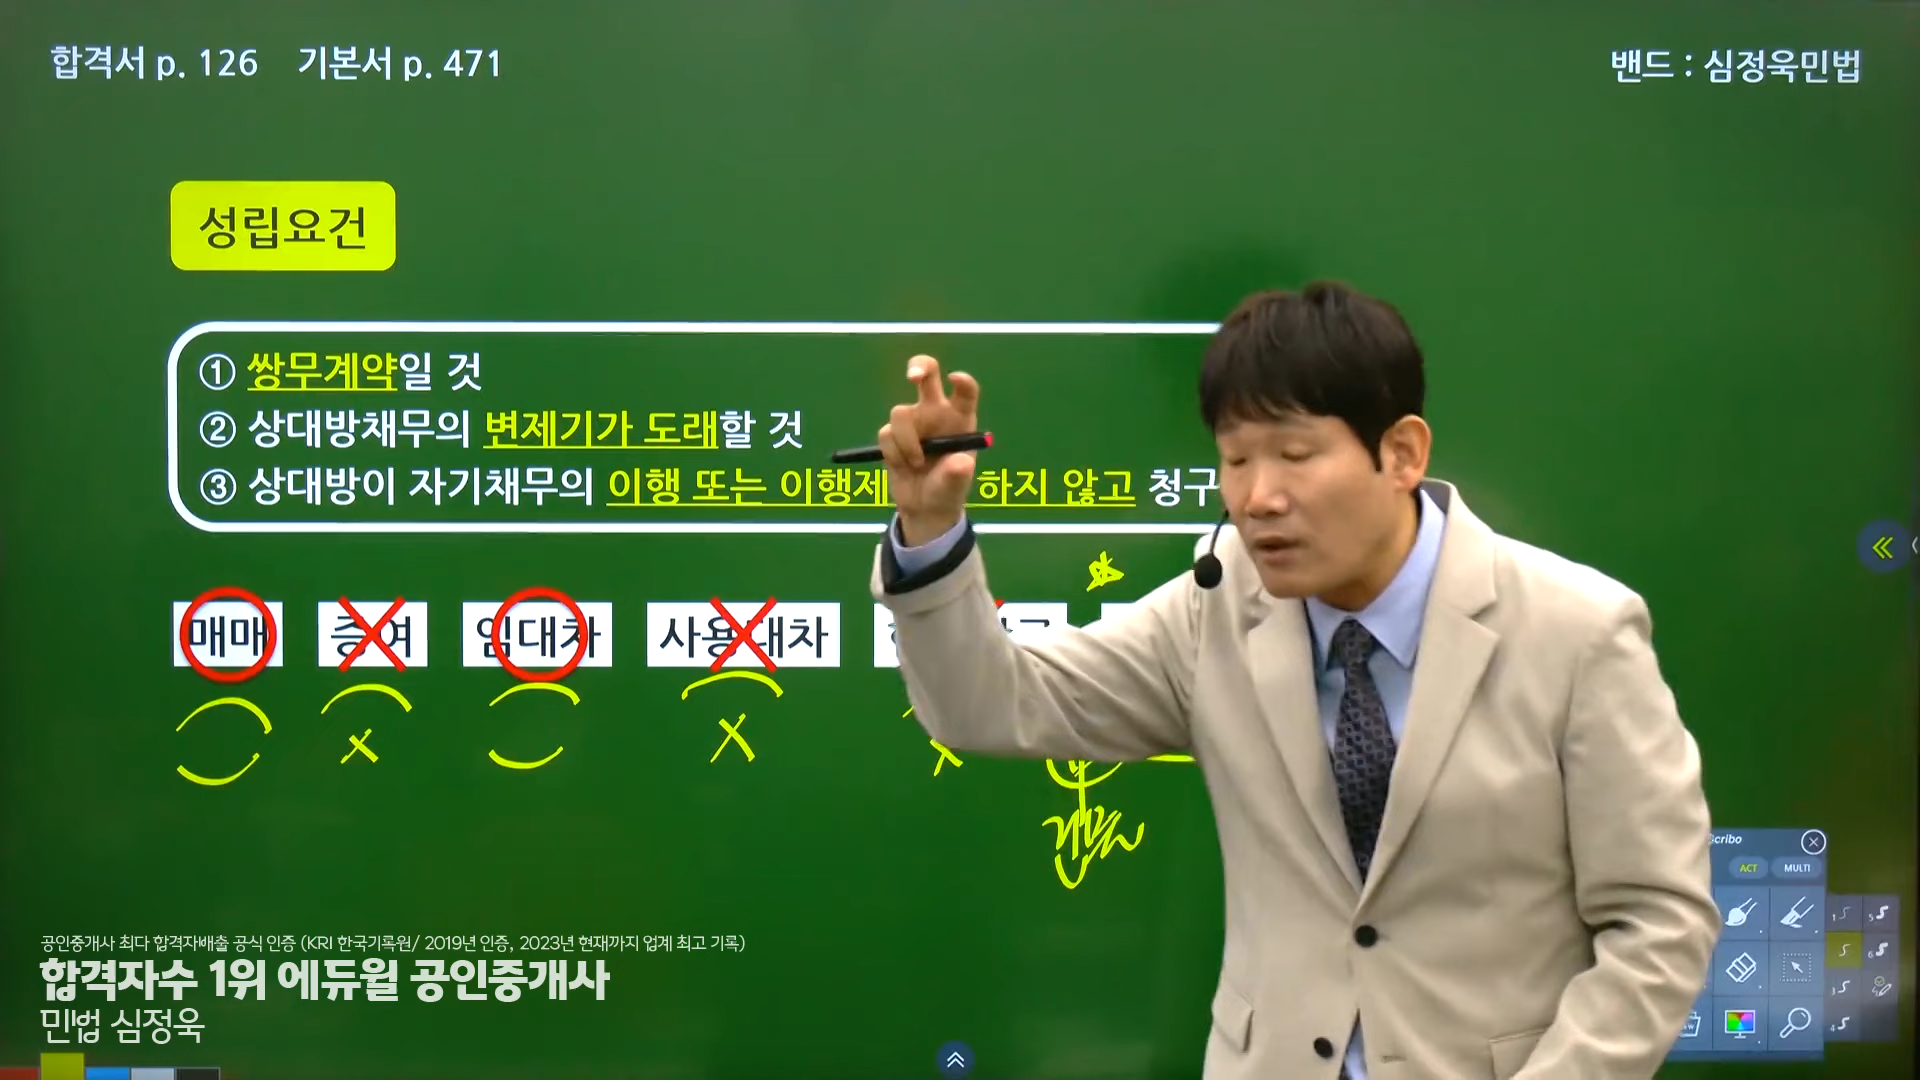 합격서 p. 126 기본서 p. 471
밴드 : 심정욱민법
성립요건
① 쌍무계약일 것
② 상대방채무의 변제기가 도래할 것
③ 상대방이 자기채무의 이행 또는 이행제 하지 않고 청구
매매 증여 임대차 사용대차
공인중개사 최다 합격자배출 공식 인증 (KRI 한국기록원/ 2019년 인증, 2023년 현재까지 업계 최고 기록)
합격자수 1위 에듀윌 공인중개사
민법 심정욱
cribo
ACT MULTI